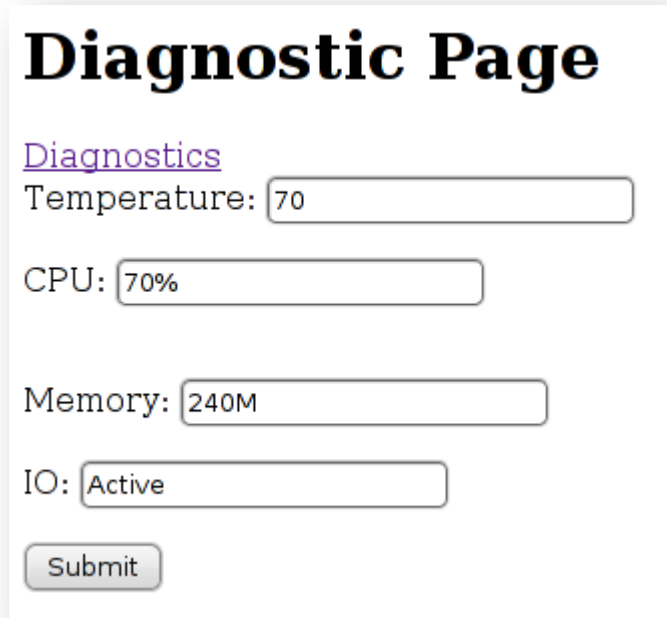 Diagnostic Page
Diagnostics
Temperature: 70
CPU: 70%
Memory: 240M
IO: Active
Submit